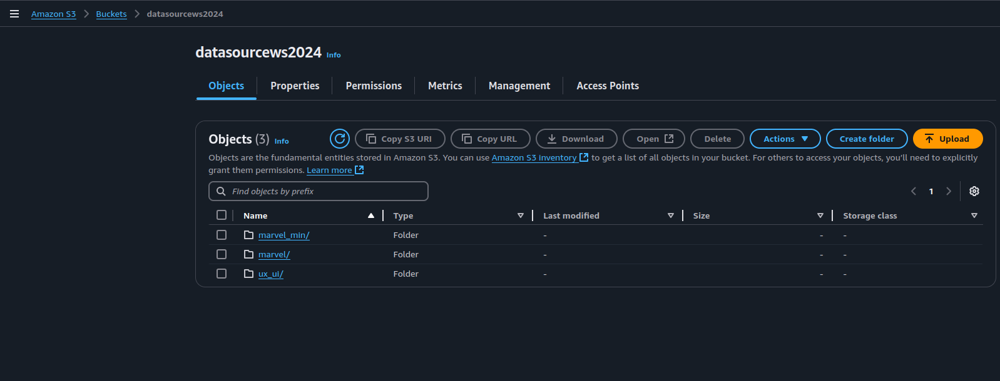 Amazon S3 > Buckets > datasourcews2024
datasourcews2024 Info
Objects Properties Permissions Metrics Management Access Points
Objects (3) Info Copy S3 URI Copy URL Download Open Delete Actions Create folder Upload
Objects are the fundamental entities stored in Amazon S3. You can use Amazon S3 inventory to get a list of all objects in your bucket. For others to access your objects, you'll need to explicitly
grant them permissions. Learn more
Find objects by prefix 1
Name Type Last modified Size Storage class
marvel_min/ Folder - - -
marvel/ Folder - - -
ux_ui/ Folder - - -